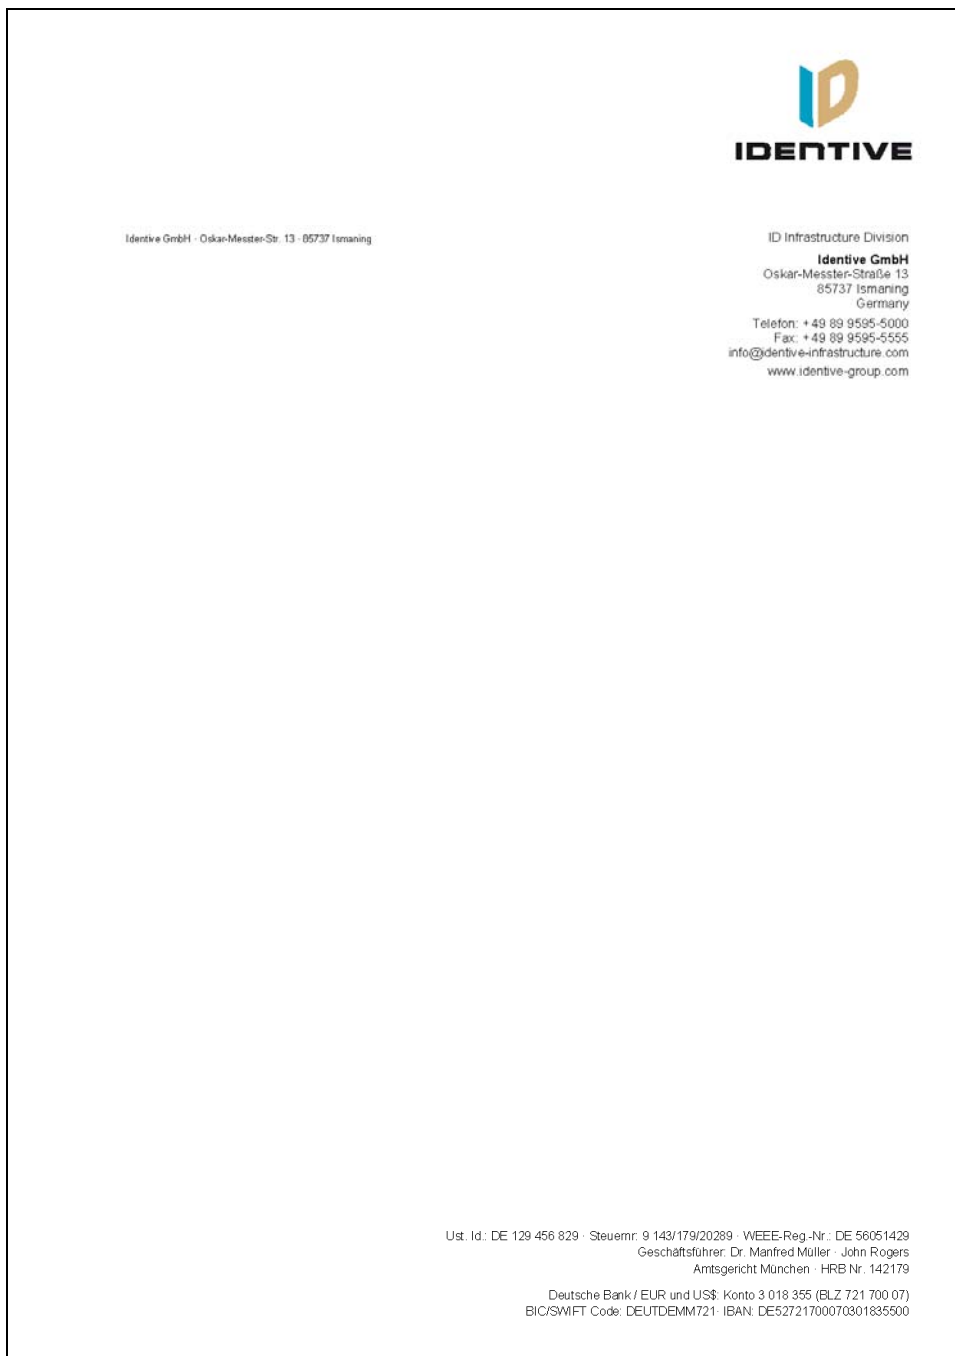 IDENTIVE
Identive GmbH · Oskar-Messter-Str. 13 · 85737 Ismaning
ID Infrastructure Division
Identive GmbH
Oskar-Messter-Straße 13
85737 Ismaning
Germany
Telefon: +49 89 9595-5000
Fax: +49 89 9595-5555
info@identive-infrastructure.com
www.identive-group.com
Ust. Id.: DE 129 456 829 · Steuernr: 9 143/179/20289 · WEEE-Reg.-Nr.: DE 56051429
Geschäftsführer: Dr. Manfred Müller · John Rogers
Amtsgericht München · HRB Nr. 142179
Deutsche Bank / EUR und US$: Konto 3 018 355 (BLZ 721 700 07)
BIC/SWIFT Code: DEUTDEMM721· IBAN: DE52721700070301835500